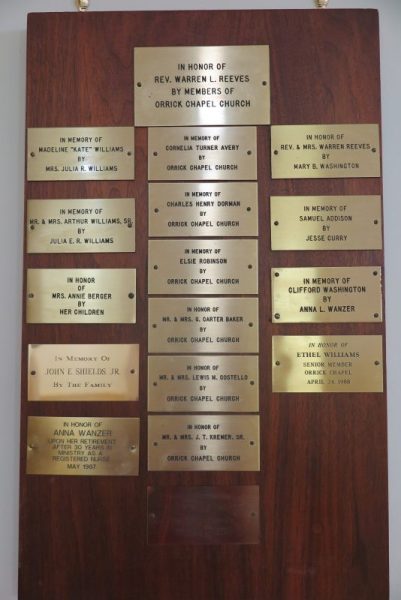 IN HONOR OF
REV. WARREN L. REEVES
BY MEMBERS OF
ORRICK CHAPEL CHURCH
IN MEMORY OF
MADELINE "KATE" WILLIAMS
BY
MRS. JULIA R. WILLIAMS
MR. & MRS. ARTHUR WILLIAMS, SR.
BY
JULIA E. R. WILLIAMS
IN HONOR
OF
MRS. ANNIE BERGER
BY
HER CHILDREN
IN MEMORY OF
JOHN E. SHIELDS, JR.
BY THE FAMILY
IN HONOR OF
ANNA WANZER
UPON HER RETIREMENT
AFTER 30 YEARS IN
MINISTRY AS A
REGISTERED NURSE
MAY 1987
IN MEMORY OF
CORNELIA TURNER AVERY
BY
ORRICK CHAPEL CHURCH
IN MEMORY OF
CHARLES HENRY DORMAN
BY
ORRICK CHAPEL CHURCH
IN MEMORY OF
ELSIE ROBINSON
BY
ORRICK CHAPEL CHURCH
IN HONOR OF
MR. & MRS. G. CARTER BAKER
BY
ORRICK CHAPEL CHURCH
IN HONOR OF
MR. & MRS. LEWIS M. COSTELLO
BY
ORRICK CHAPEL CHURCH
IN HONOR OF
MR. & MRS. J. T. KREMER, SR.
BY
ORRICK CHAPEL CHURCH
IN HONOR OF
REV. & MRS. WARREN REEVES
BY
MARY B. WASHINGTON
IN MEMORY OF
SAMUEL ADDISON
BY
JESSE CURRY
IN MEMORY OF
CLIFFORD WASHINGTON
BY
ANNA L. WANZER
IN HONOR OF
ETHEL WILLIAMS
SENIOR MEMBER
ORRICK CHAPEL
APRIL 24, 1988